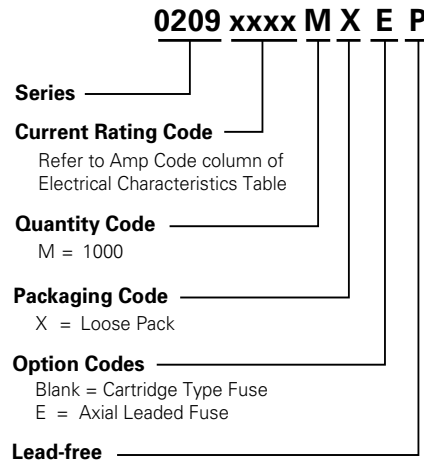 0209 xxxx M X E P
Series
Current Rating Code
Refer to Amp Code column of
Electrical Characteristics Table
Quantity Code
M = 1000
Packaging Code
X = Loose Pack
Option Codes
Blank = Cartridge Type Fuse
E = Axial Leaded Fuse
Lead-free